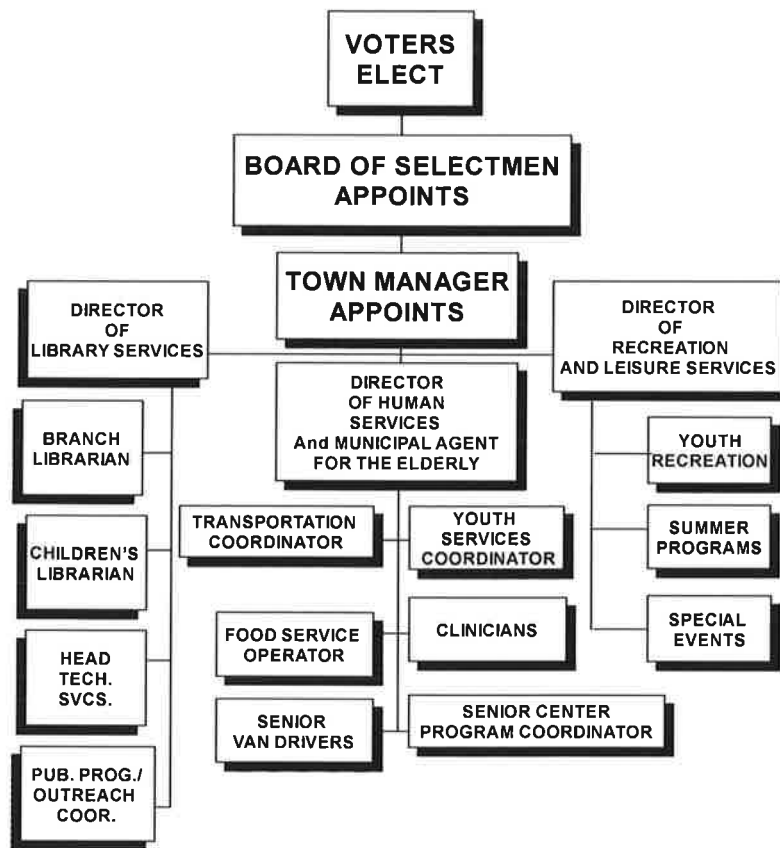 VOTERS
ELECT
BOARD OF SELECTMEN
APPOINTS
TOWN MANAGER
APPOINTS
DIRECTOR
OF
LIBRARY SERVICES
DIRECTOR
OF
RECREATION
AND LEISURE SERVICES
DIRECTOR
OF HUMAN
SERVICES
And MUNICIPAL AGENT
FOR THE ELDERLY
BRANCH
LIBRARIAN
CHILDREN'S
LIBRARIAN
HEAD
TECH.
SVCS.
PUB. PROG./
OUTREACH
COOR.
TRANSPORTATION
COORDINATOR
YOUTH
SERVICES
COORDINATOR
FOOD SERVICE
OPERATOR
CLINICIANS
SENIOR
VAN DRIVERS
SENIOR CENTER
PROGRAM COORDINATOR
YOUTH
RECREATION
SUMMER
PROGRAMS
SPECIAL
EVENTS